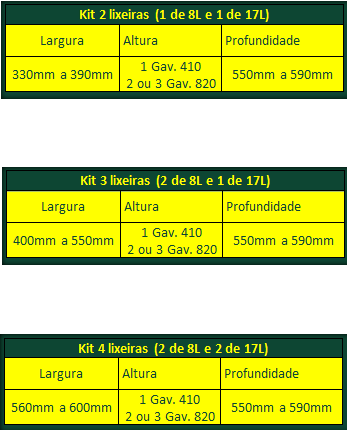 Kit 2 lixeiras (1 de 8L e 1 de 17L)
Largura Altura Profundidade
330mm a 390mm 1 Gav. 410 550mm a 590mm
2 ou 3 Gav. 820
Kit 3 lixeiras (2 de 8L e 1 de 17L)
Largura Altura Profundidade
400mm a 550mm 1 Gav. 410 550mm a 590mm
2 ou 3 Gav. 820
Kit 4 lixeiras (2 de 8L e 2 de 17L)
Largura Altura Profundidade
560mm a 600mm 1 Gav. 410 550mm a 590mm
2 ou 3 Gav. 820